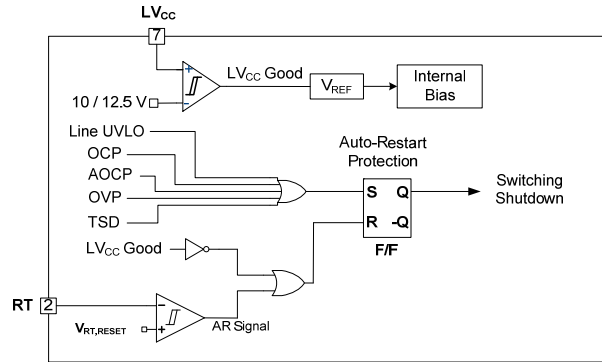 LVCC
7
+
LVCC Good
VREF
Internal
Bias
10 / 12.5 V
-
Line UVLO
OCP
AOCP
OVP
TSD
Auto-Restart
Protection
S Q
R -Q
F/F
Switching
Shutdown
LVCC Good
RT 2
-
VRT,RESET
+
AR Signal